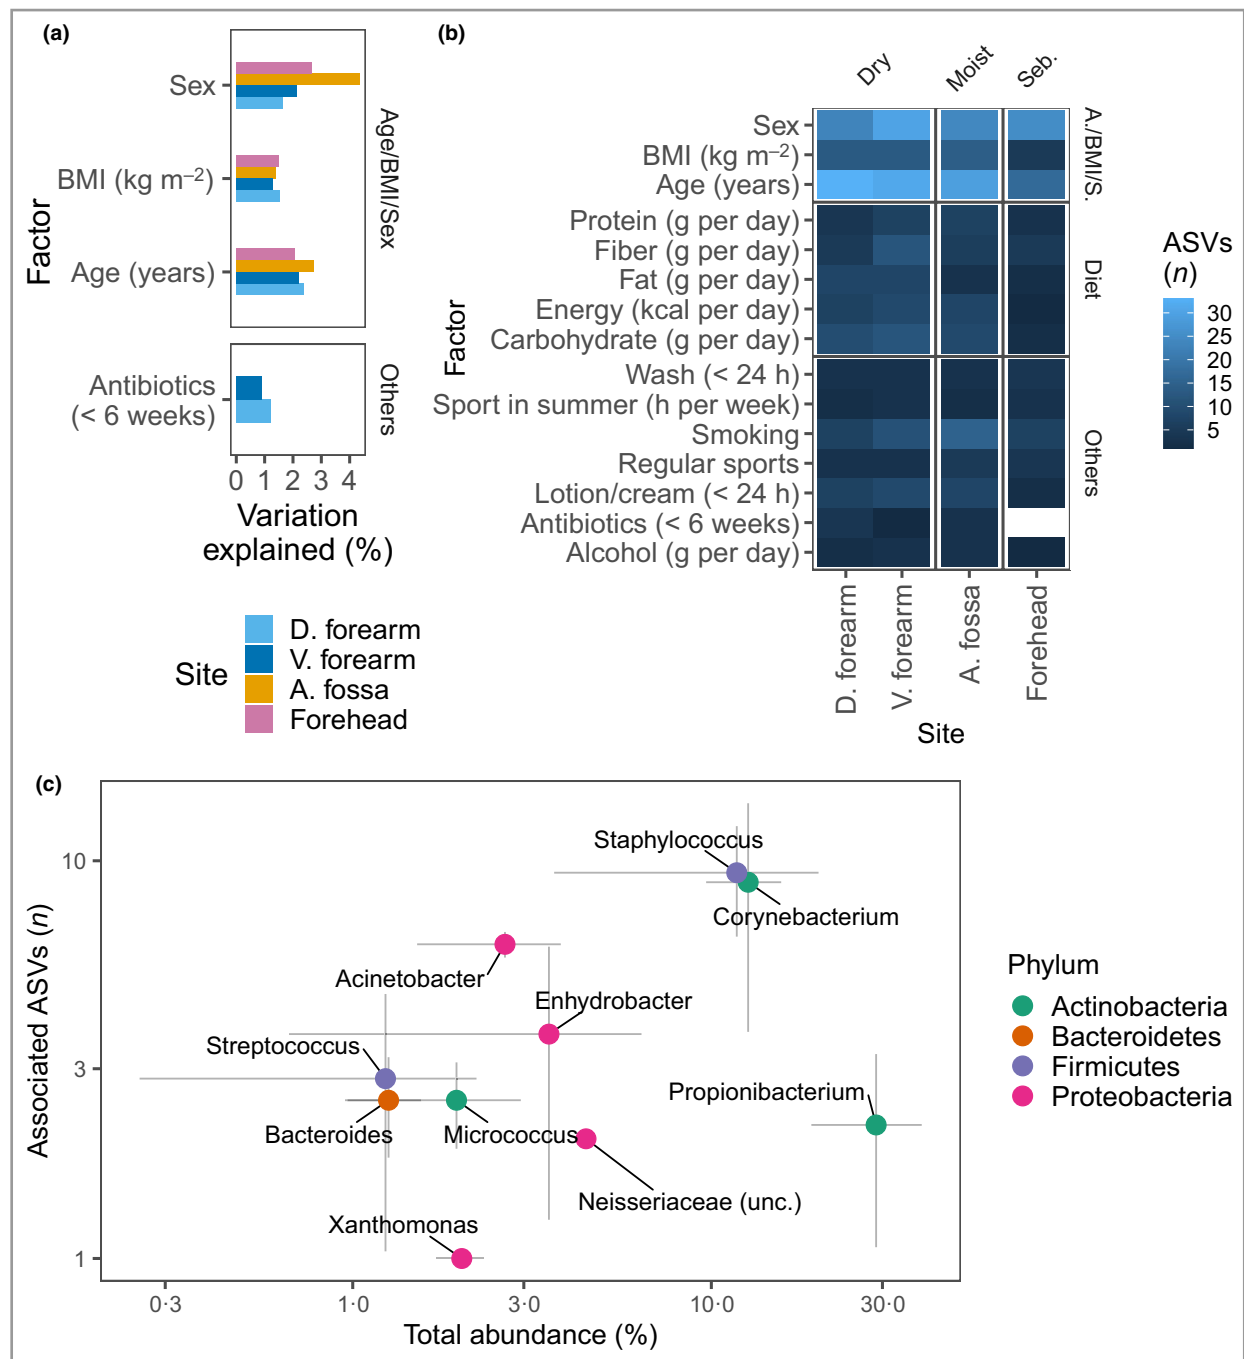 (a)
Factor
Sex
BMI (kg m–2)
Age (years)
Age/BMI/Sex
Antibiotics
(< 6 weeks)
Others
0 1 2 3 4
Variation
explained (%)
Site
D. forearm
V. forearm
A. fossa
Forehead
(b)
Dry
Moist
Seb.
Factor
Sex
BMI (kg m–2)
Age (years)
A./BMI/S.
Protein (g per day)
Fiber (g per day)
Fat (g per day)
Energy (kcal per day)
Carbohydrate (g per day)
Diet
Wash (< 24 h)
Sport in summer (h per week)
Smoking
Regular sports
Lotion/cream (< 24 h)
Antibiotics (< 6 weeks)
Alcohol (g per day)
Others
D. forearm
V. forearm
A. fossa
Forehead
Site
ASVs
(n)
30
20
15
10
5
(c)
Associated ASVs (n)
10
3
1
Staphylococcus
Corynebacterium
Acinetobacter
Enhydrobacter
Streptococcus
Propionibacterium
Bacteroides
Micrococcus
Neisseriaceae (unc.)
Xanthomonas
0·3 1·0 3·0 10·0 30·0
Total abundance (%)
Phylum
Actinobacteria
Bacteroidetes
Firmicutes
Proteobacteria